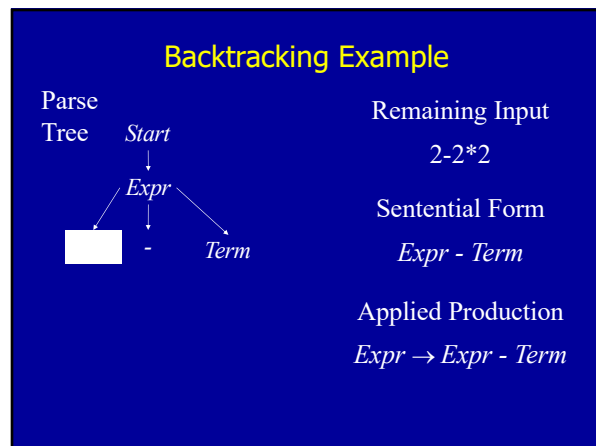 Backtracking Example
Parse
Tree
Start
Expr
- Term
Remaining Input
2-2*2
Sentential Form
Expr - Term
Applied Production
Expr → Expr - Term